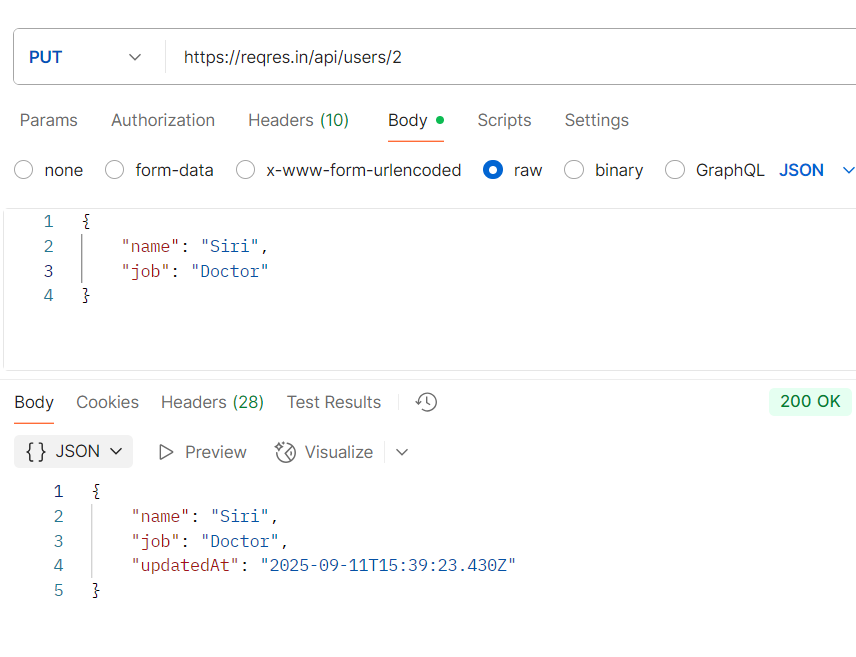 PUT https://reqres.in/api/users/2
Params Authorization Headers (10) Body Scripts Settings
none form-data x-www-form-urlencoded raw binary GraphQL JSON
1 {
2 "name": "Siri",
3 "job": "Doctor"
4 }
Body Cookies Headers (28) Test Results 200 OK
{} JSON Preview Visualize
1 {
2 "name": "Siri",
3 "job": "Doctor",
4 "updatedAt": "2025-09-11T15:39:23.430Z"
5 }